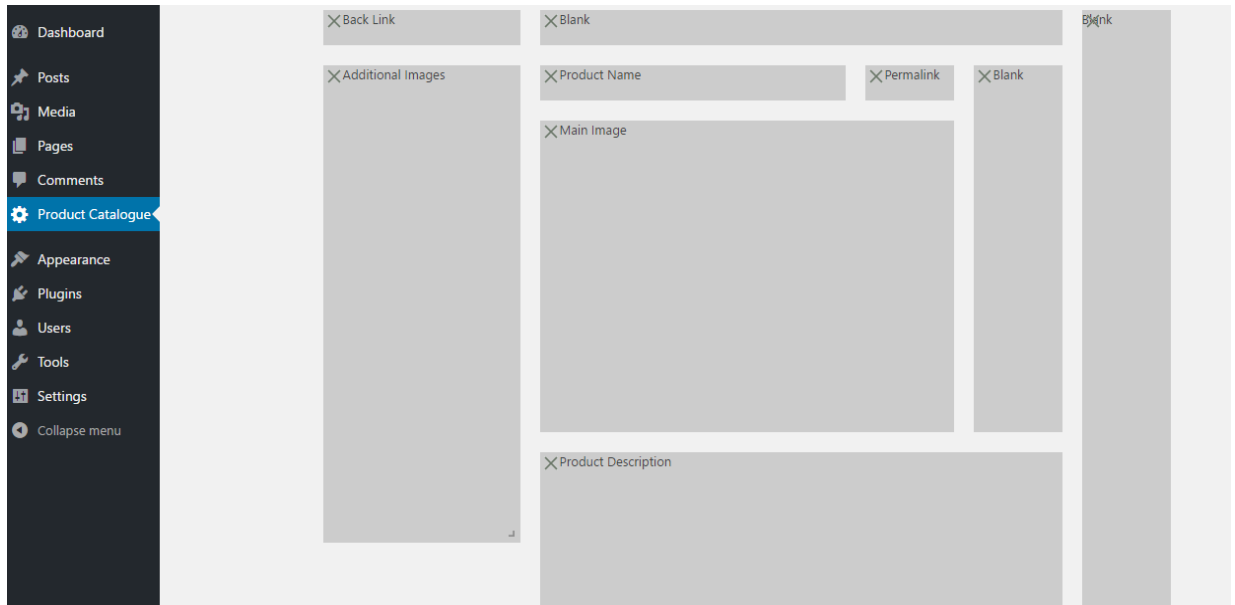 Dashboard
Posts
Media
Pages
Comments
Product Catalogue
Appearance
Plugins
Users
Tools
Settings
Collapse menu
Back Link
Blank
Blank
Additional Images
Product Name
Permalink
Blank
Main Image
Product Description